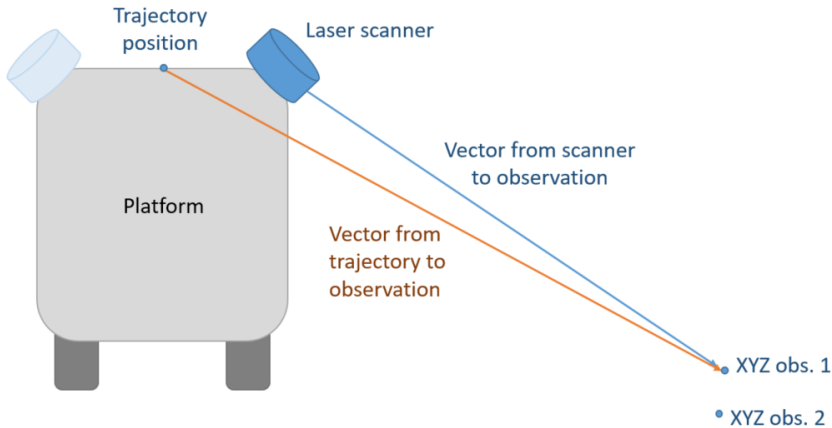 Trajectory
position
Laser scanner
Vector from scanner
to observation
Platform
Vector from
trajectory to
observation
XYZ obs. 1
XYZ obs. 2